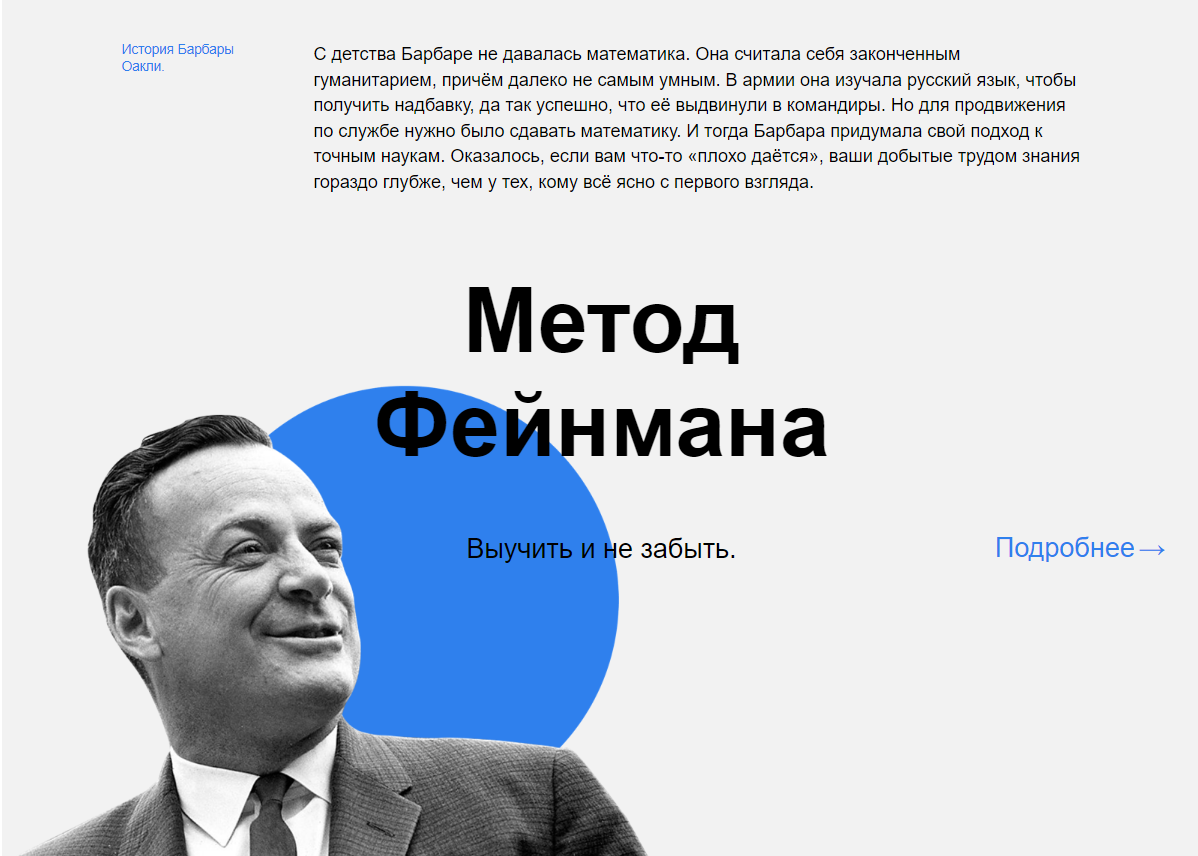 История Барбары
Оакли.
С детства Барбаре не давалась математика. Она считала себя законченным
гуманитарием, причём далеко не самым умным. В армии она изучала русский язык, чтобы
получить надбавку, да так успешно, что её выдвинули в командиры. Но для продвижения
по службе нужно было сдавать математику. И тогда Барбара придумала свой подход к
точным наукам. Оказалось, если вам что-то «плохо даётся», ваши добытые трудом знания
гораздо глубже, чем у тех, кому всё ясно с первого взгляда.
Метод
Фейнмана
Выучить и не забыть.
Подробнее→